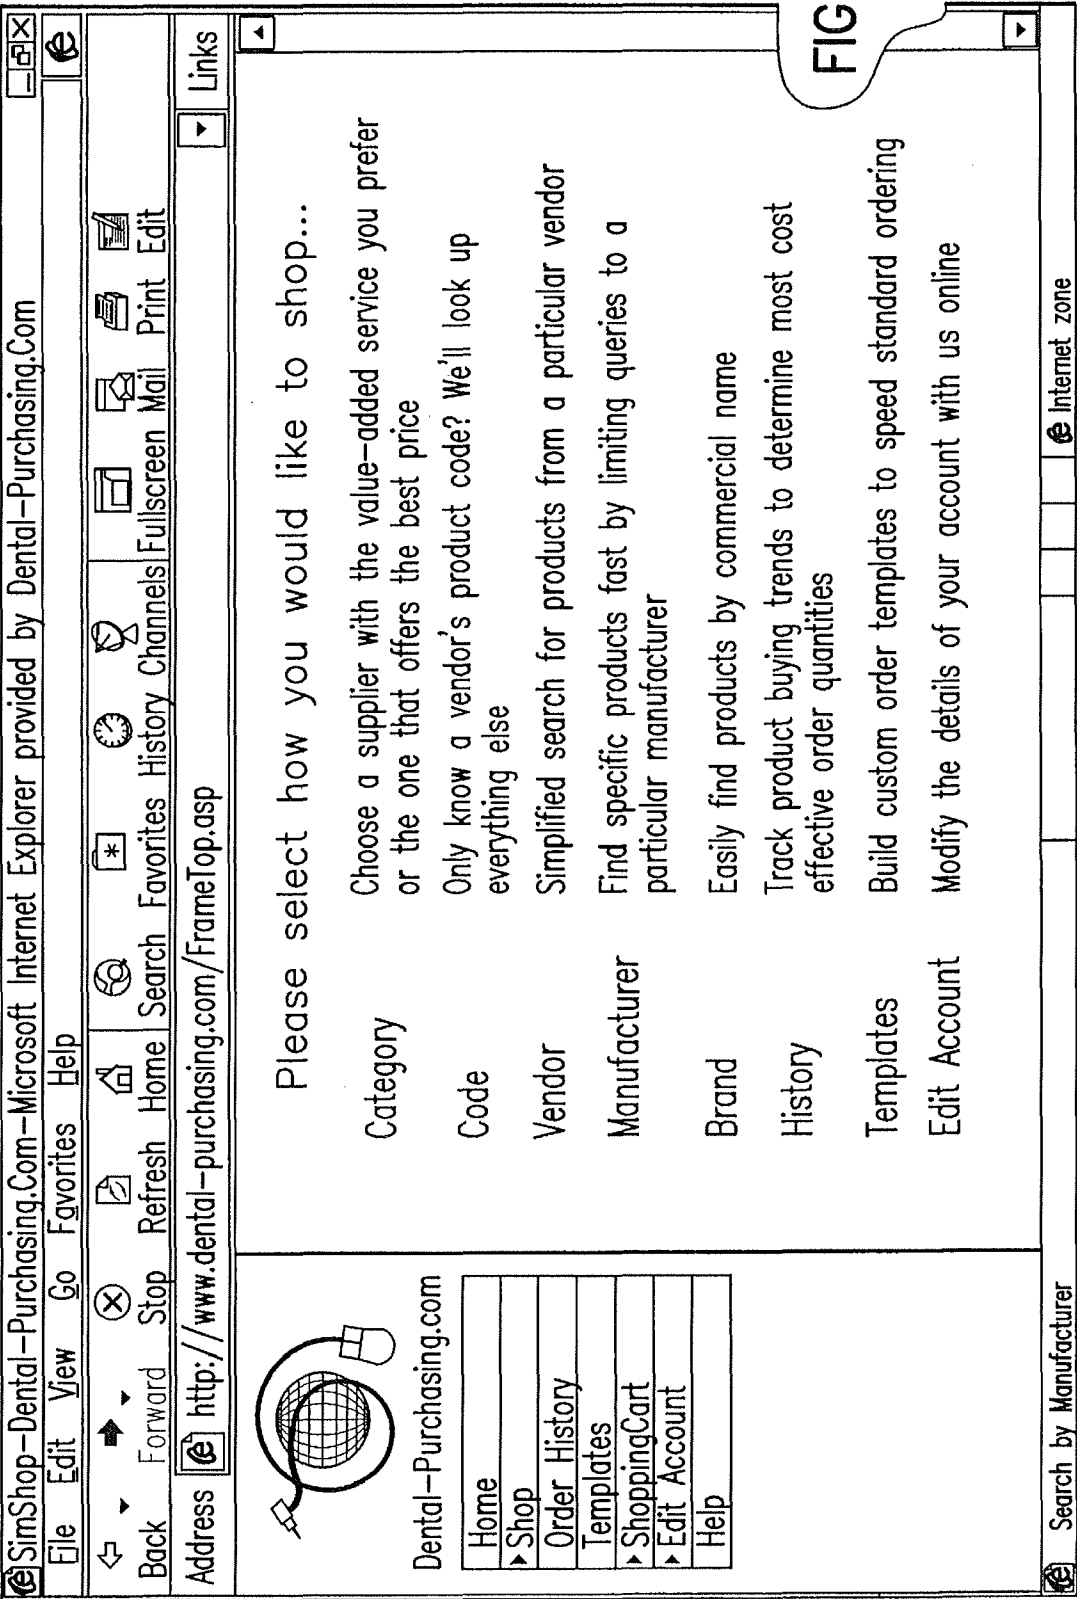 SimShop-Dental-Purchasing.Com-Microsoft Internet Explorer provided by Dental-Purchasing.Com
File Edit View Go Favorites Help
Back Forward Stop Refresh Home Search Favorites History Channels Fullscreen Mail Print Edit
Address http://www.dental-purchasing.com/FrameTop.asp Links
Dental-Purchasing.com
Home
Shop
Order History
Templates
ShoppingCart
Edit Account
Help
Please select how you would like to shop...
Category Choose a supplier with the value-added service you prefer
or the one that offers the best price
Code Only know a vendor's product code? We'll look up
everything else
Vendor Simplified search for products from a particular vendor
Manufacturer Find specific products fast by limiting queries to a
particular manufacturer
Brand Easily find products by commercial name
History Track product buying trends to determine most cost
effective order quantities
Templates Build custom order templates to speed standard ordering
Edit Account Modify the details of your account with us online
FIG
Search by Manufacturer Internet zone